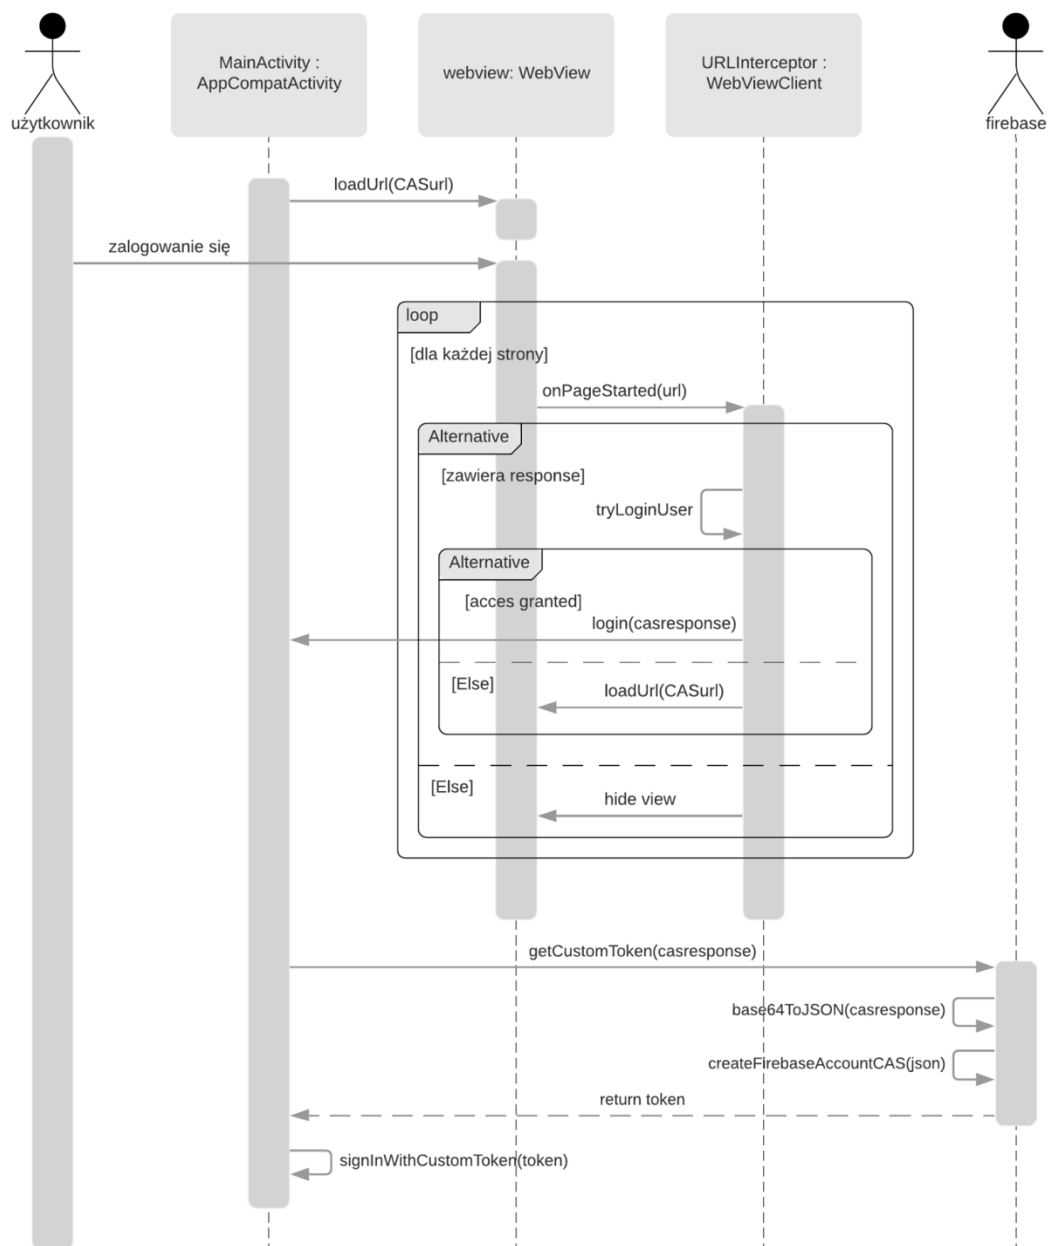 użytkownik
MainActivity :
AppCompatActivity
webview: WebView
URLInterceptor :
WebViewClient
firebase
loadUrl(CASurl)
zalogowanie się
loop
[dla każdej strony]
onPageStarted(url)
Alternative
[zawiera response]
tryLoginUser
Alternative
[acces granted]
login(casresponse)
[Else]
loadUrl(CASurl)
[Else]
hide view
getCustomToken(casresponse)
base64ToJSON(casresponse)
createFirebaseAccountCAS(json)
return token
signInWithCustomToken(token)